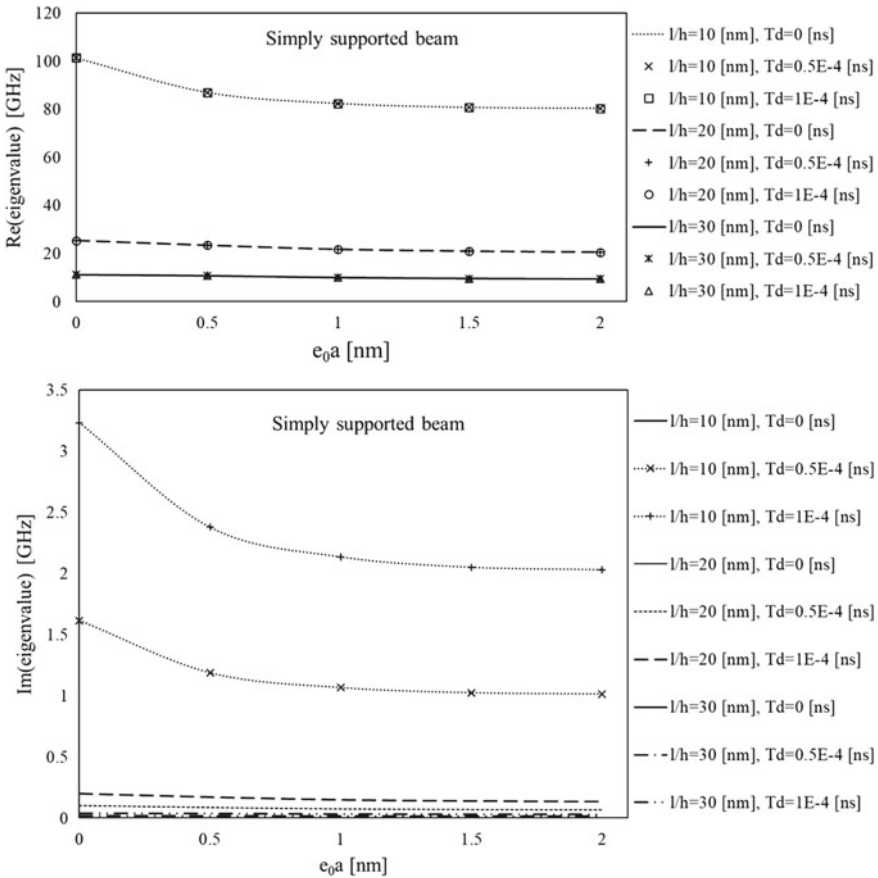 120
100
80
60
40
20
0
Re(eigenvalue) [GHz]
Simply supported beam
0 0.5 1 1.5 2
e₀a [nm]
l/h=10 [nm], Td=0 [ns]
l/h=10 [nm], Td=0.5E-4 [ns]
l/h=10 [nm], Td=1E-4 [ns]
l/h=20 [nm], Td=0 [ns]
l/h=20 [nm], Td=0.5E-4 [ns]
l/h=20 [nm], Td=1E-4 [ns]
l/h=30 [nm], Td=0 [ns]
l/h=30 [nm], Td=0.5E-4 [ns]
l/h=30 [nm], Td=1E-4 [ns]
3.5
3
2.5
2
1.5
1
0.5
0
Im(eigenvalue) [GHz]
Simply supported beam
0 0.5 1 1.5 2
e₀a [nm]
l/h=10 [nm], Td=0 [ns]
l/h=10 [nm], Td=0.5E-4 [ns]
l/h=10 [nm], Td=1E-4 [ns]
l/h=20 [nm], Td=0 [ns]
l/h=20 [nm], Td=0.5E-4 [ns]
l/h=20 [nm], Td=1E-4 [ns]
l/h=30 [nm], Td=0 [ns]
l/h=30 [nm], Td=0.5E-4 [ns]
l/h=30 [nm], Td=1E-4 [ns]